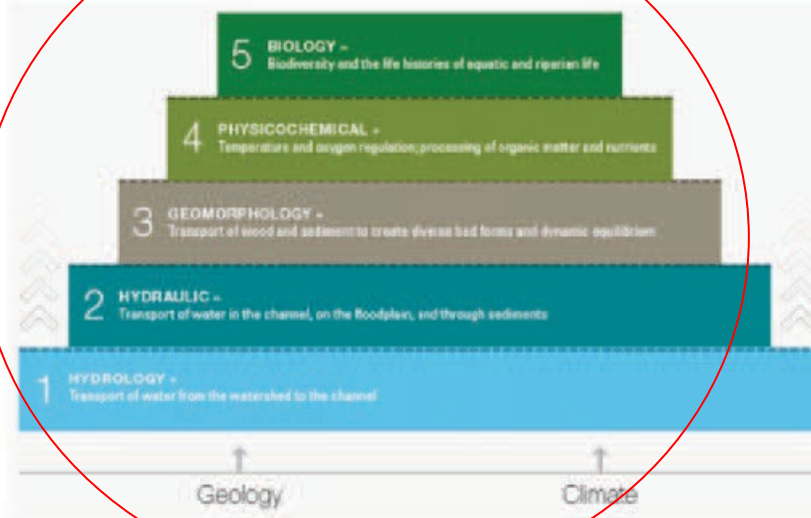 5 BIOLOGY »
Biodiversity and the life histories of aquatic and riparian life
4 PHYSICOCHEMICAL »
Temperature and oxygen regulation; processing of organic matter and nutrients
3 GEOMORPHOLOGY »
Transport of wood and sediment to create diverse bed forms and dynamic equilibrium
2 HYDRAULIC »
Transport of water in the channel, on the floodplain, and through sediments
1 HYDROLOGY »
Transport of water from the watershed to the channel
Geology Climate